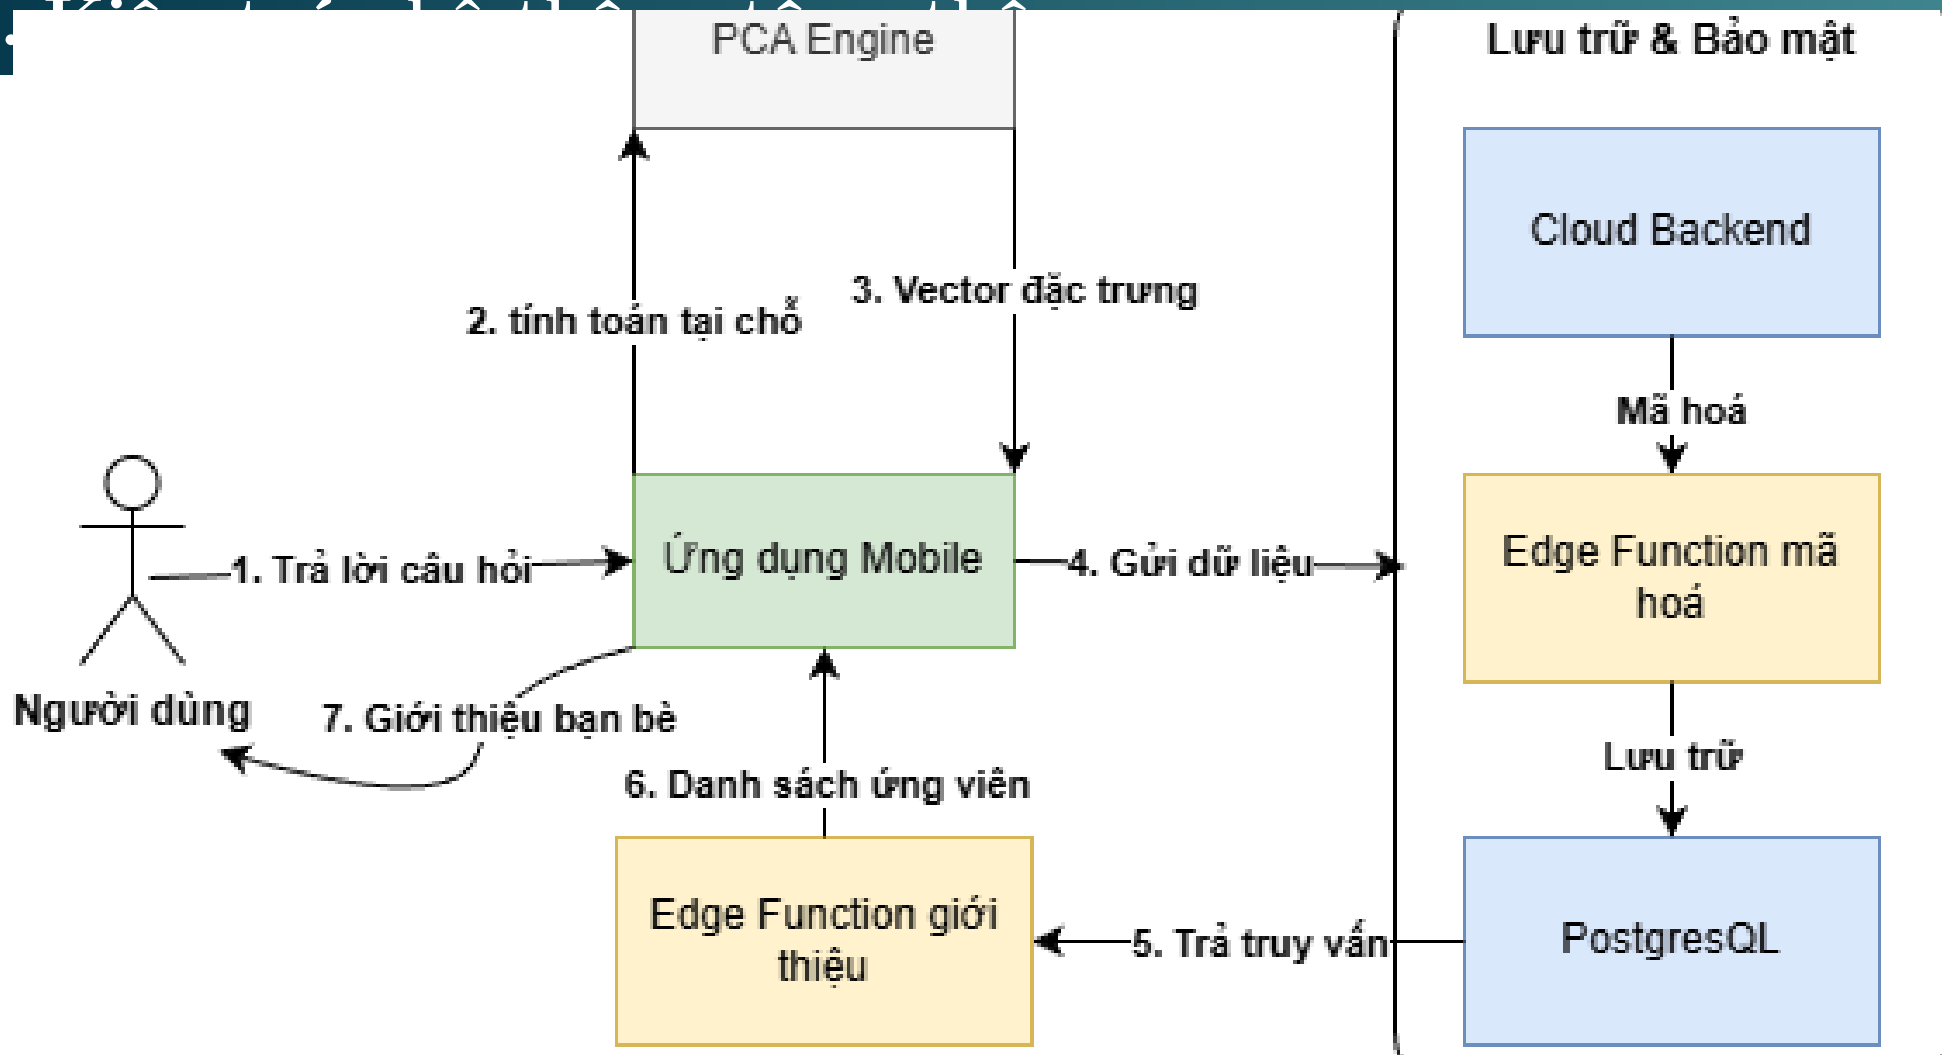 PCA Engine
Lưu trữ & Bảo mật
Cloud Backend
3. Vector đặc trưng
2. tính toán tại chỗ
Mã hoá
Ứng dụng Mobile
Edge Function mã
hoá
1. Trả lời câu hỏi
4. Gửi dữ liệu
Người dùng
7. Giới thiệu bạn bè
Lưu trữ
6. Danh sách ứng viên
Edge Function giới
thiệu
5. Trả truy vấn
PostgresQL